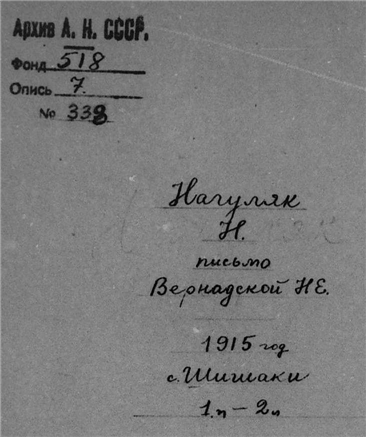 Архив А. Н. СССР.
Фонд 518
Опись 7.
№ 338
Нагуляк
Н.
письмо
Вернадской Н Е.
1915 год
с. Шишаки
1 п – 2 л